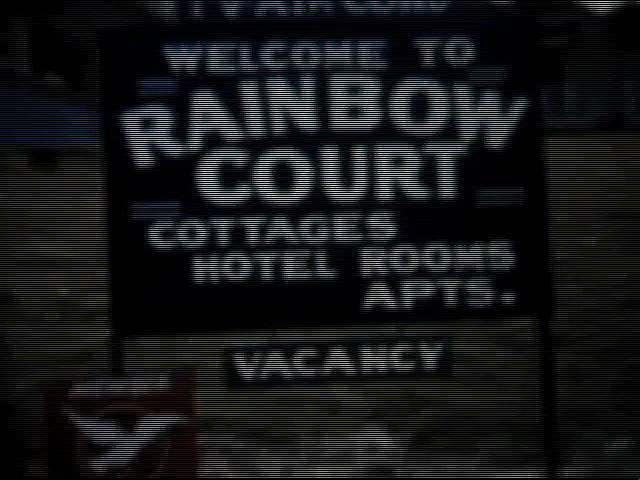 TV AIR COND
WELCOME TO
RAINBOW
COURT
COTTAGES
HOTEL ROOMS
APTS.
VACANCY